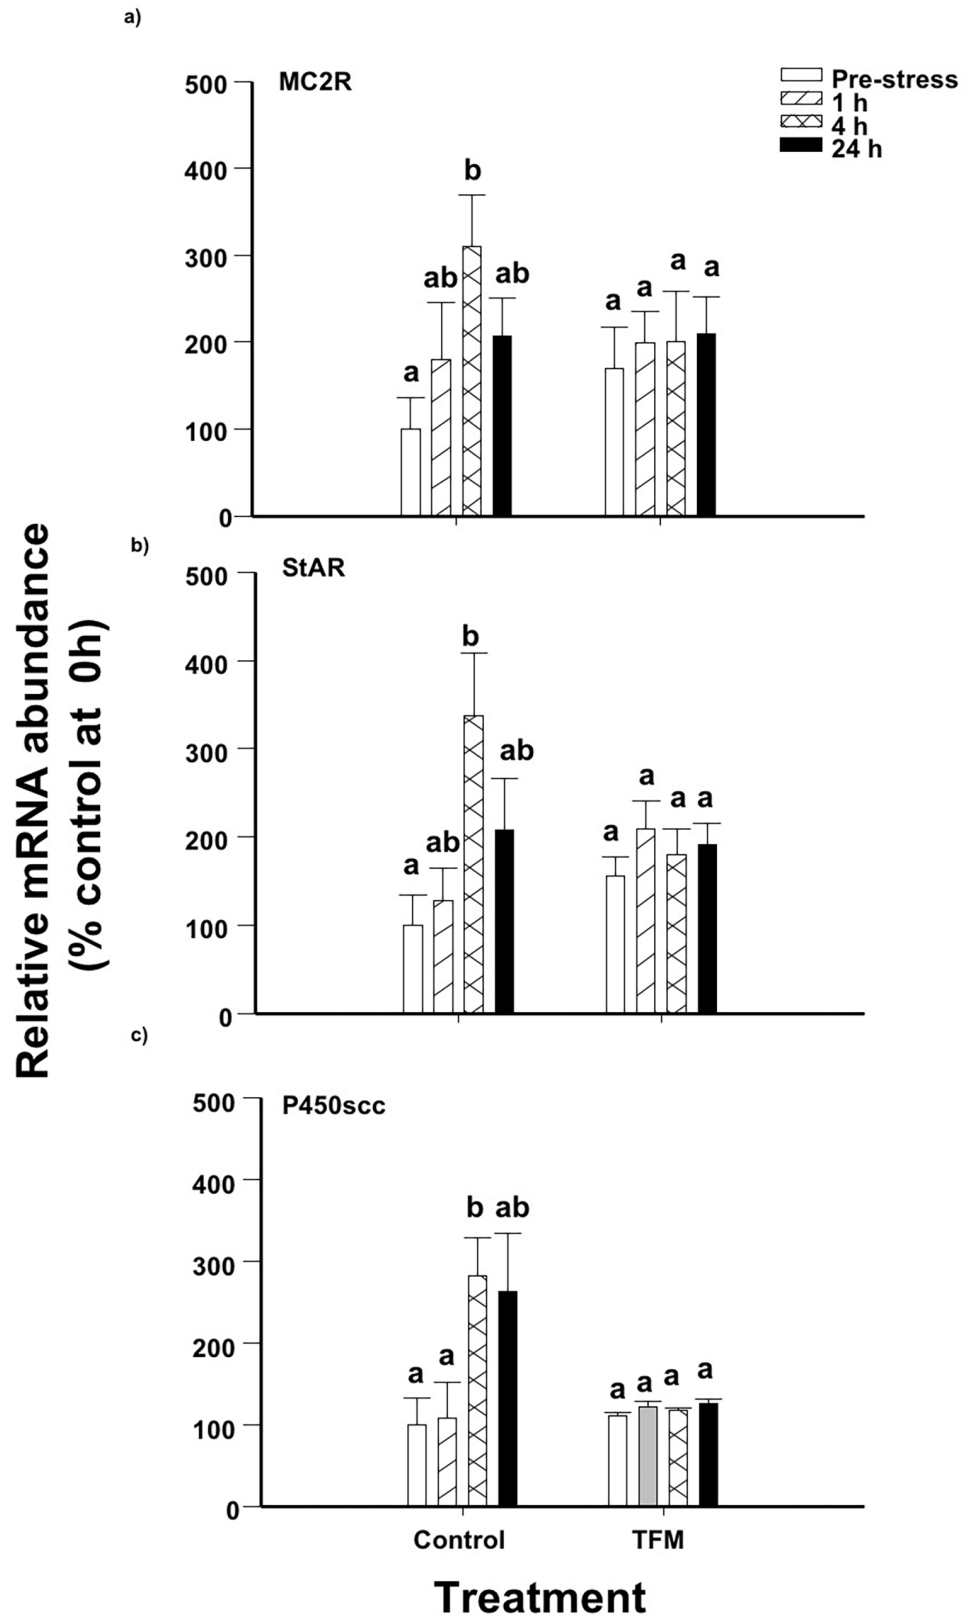 a)
MC2R
Pre-stress
1 h
4 h
24 h
500
400
300
200
100
0
a
ab
b
ab
a
a
a
a
b)
StAR
500
400
300
200
100
0
a
ab
b
ab
a
a
a
a
c)
P450scc
500
400
300
200
100
0
a
a
b
ab
a
a
a
a
Control
TFM
Treatment
Relative mRNA abundance
(% control at 0h)